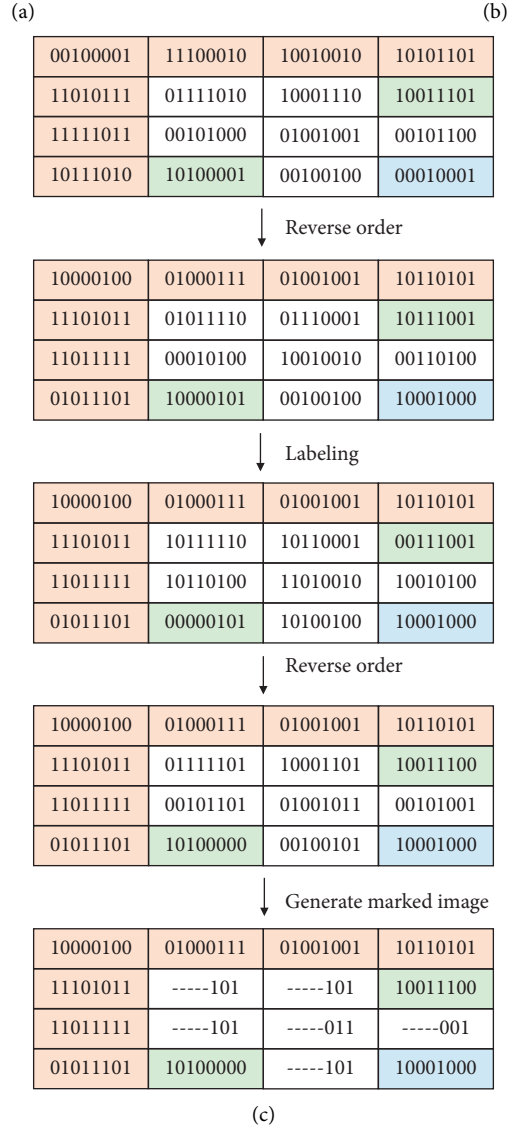 (a) (b)
00100001 11100010 10010010 10101101
11010111 01111010 10001110 10011101
11111011 00101000 01001001 00101100
10111010 10100001 00100100 00010001
Reverse order
10000100 01000111 01001001 10110101
11101011 01011110 01110001 10111001
11011111 00010100 10010010 00110100
01011101 10000101 00100100 10001000
Labeling
10000100 01000111 01001001 10110101
11101011 10111110 10110001 00111001
11011111 10110100 11010010 10010100
01011101 00000101 10100100 10001000
Reverse order
10000100 01000111 01001001 10110101
11101011 01111101 10001101 10011100
11011111 00101101 01001011 00101001
01011101 10100000 00100101 10001000
Generate marked image
10000100 01000111 01001001 10110101
11101011 -----101 -----101 10011100
11011111 -----101 -----011 -----001
01011101 10100000 -----101 10001000
(c)